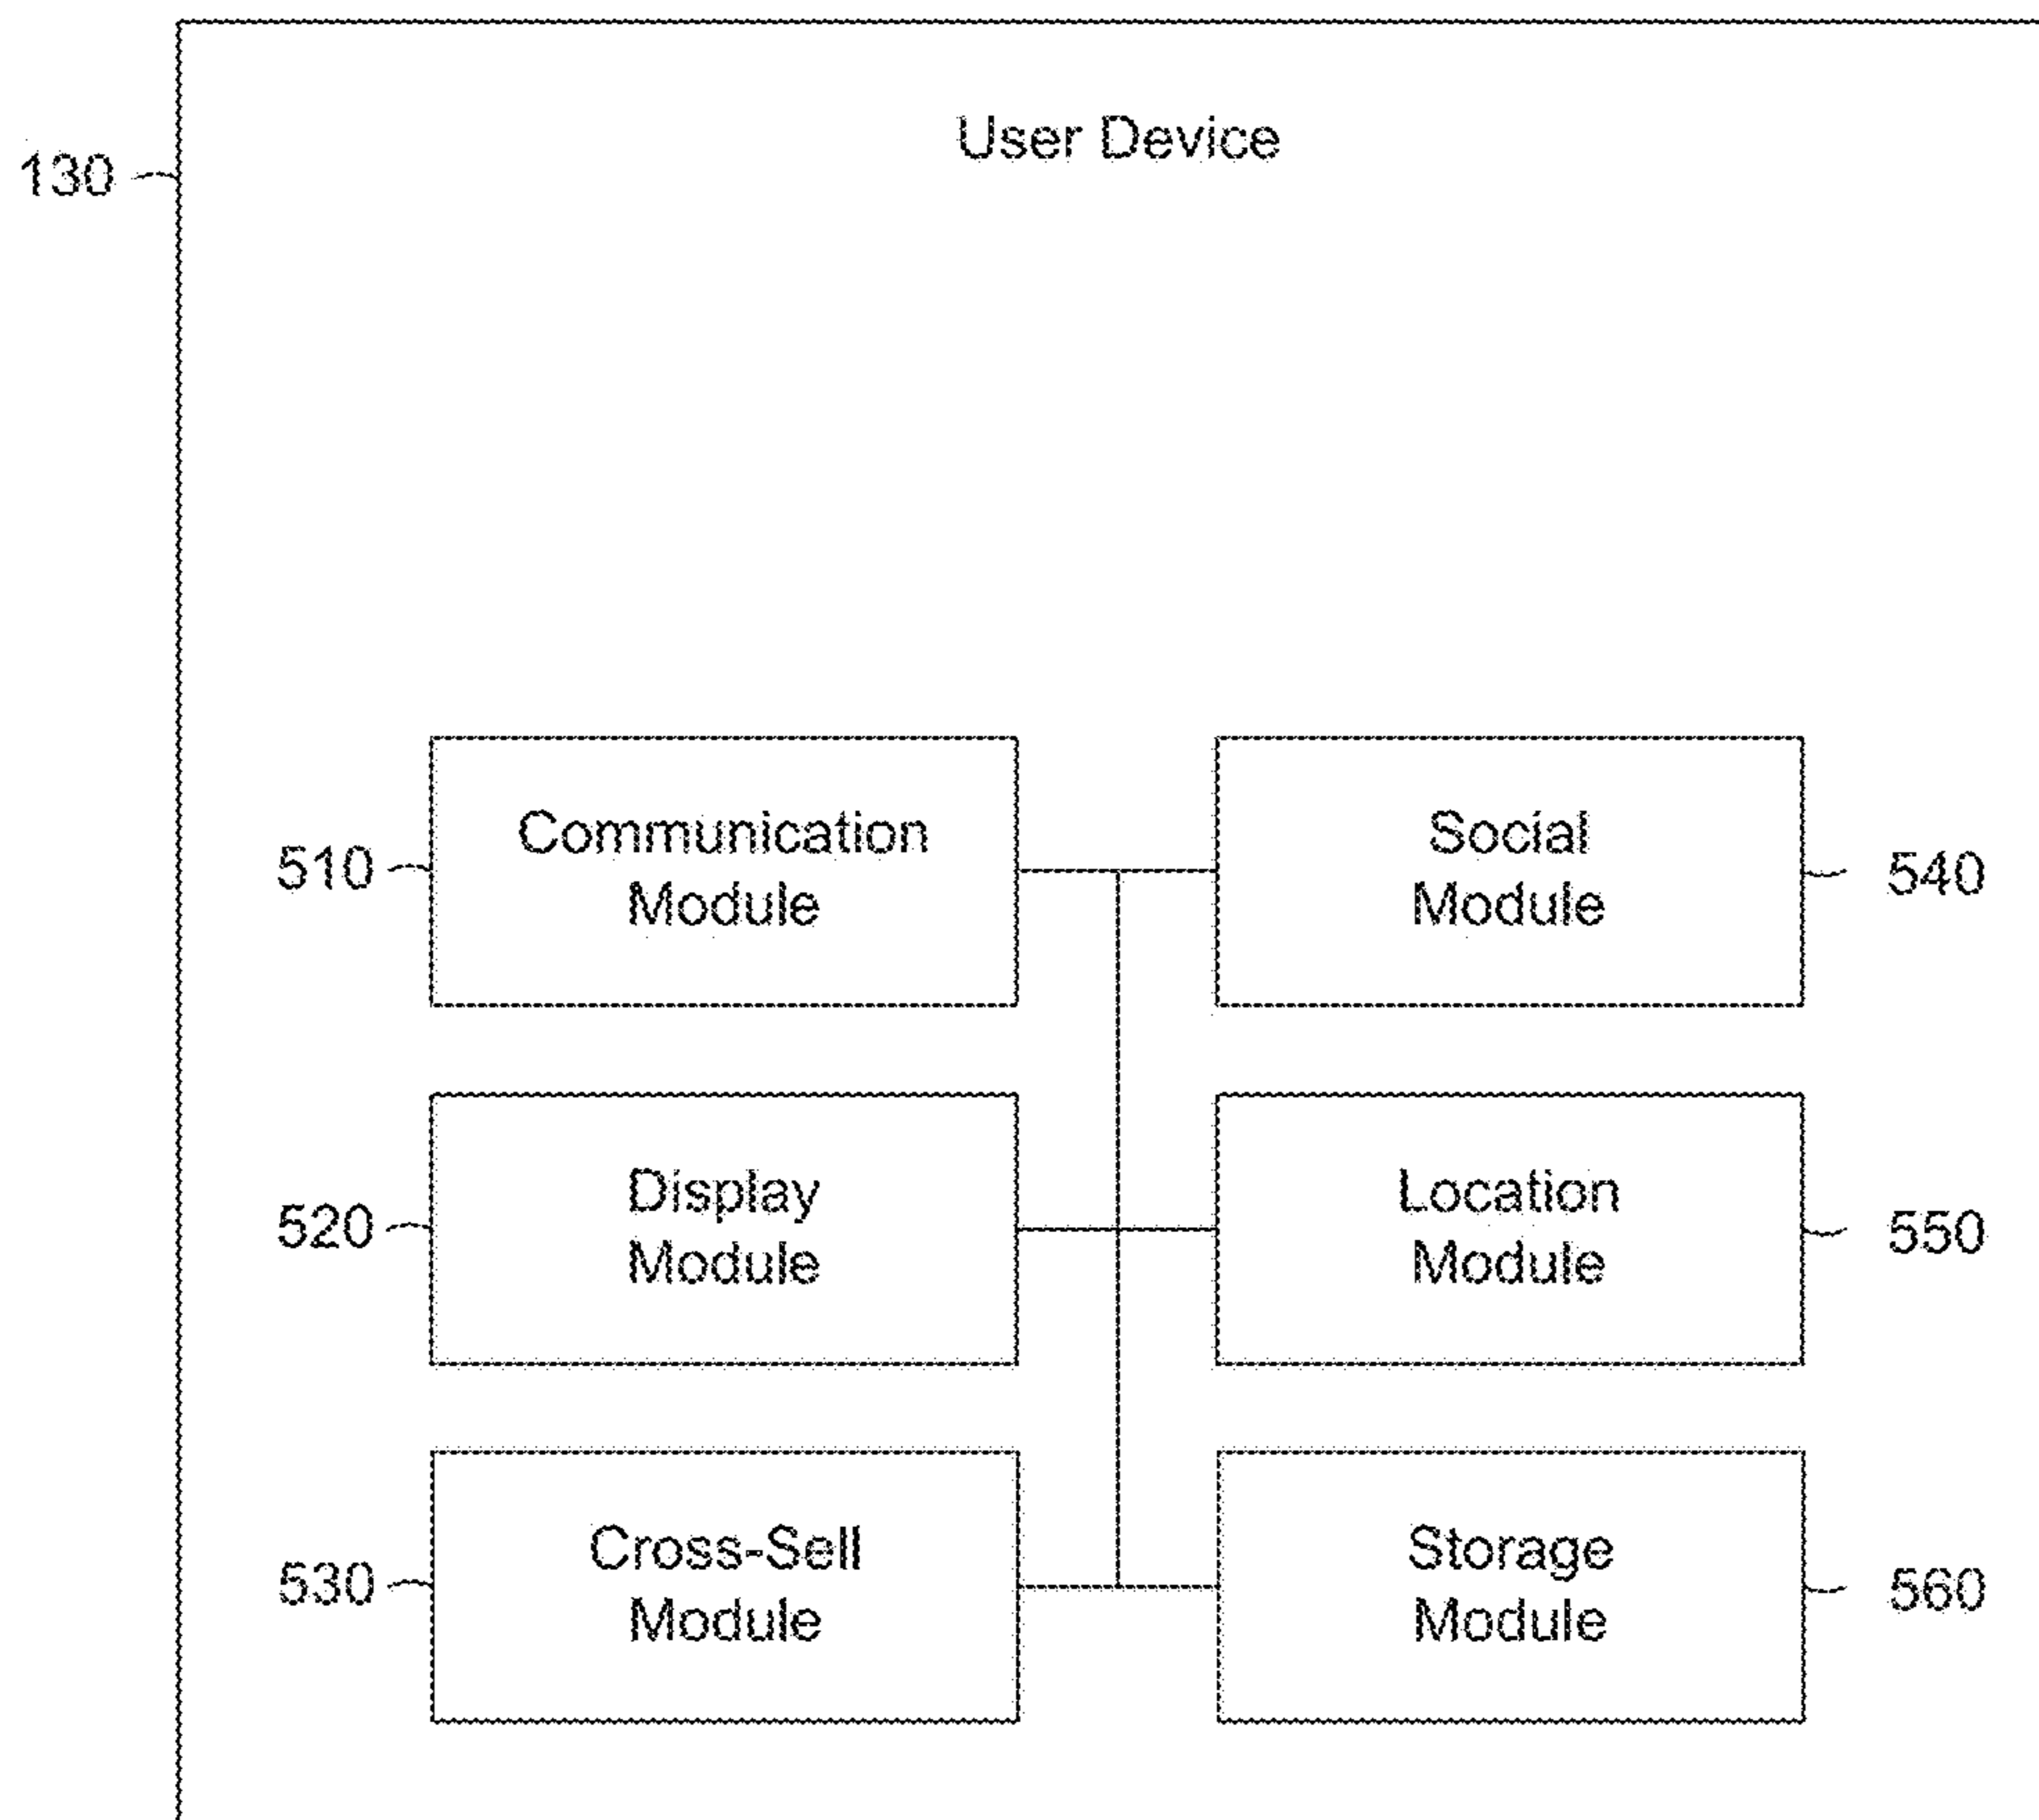 User Device
130
Communication
Module
510
Social
Module
540
Display
Module
520
Location
Module
550
Cross-Sell
Module
530
Storage
Module
560